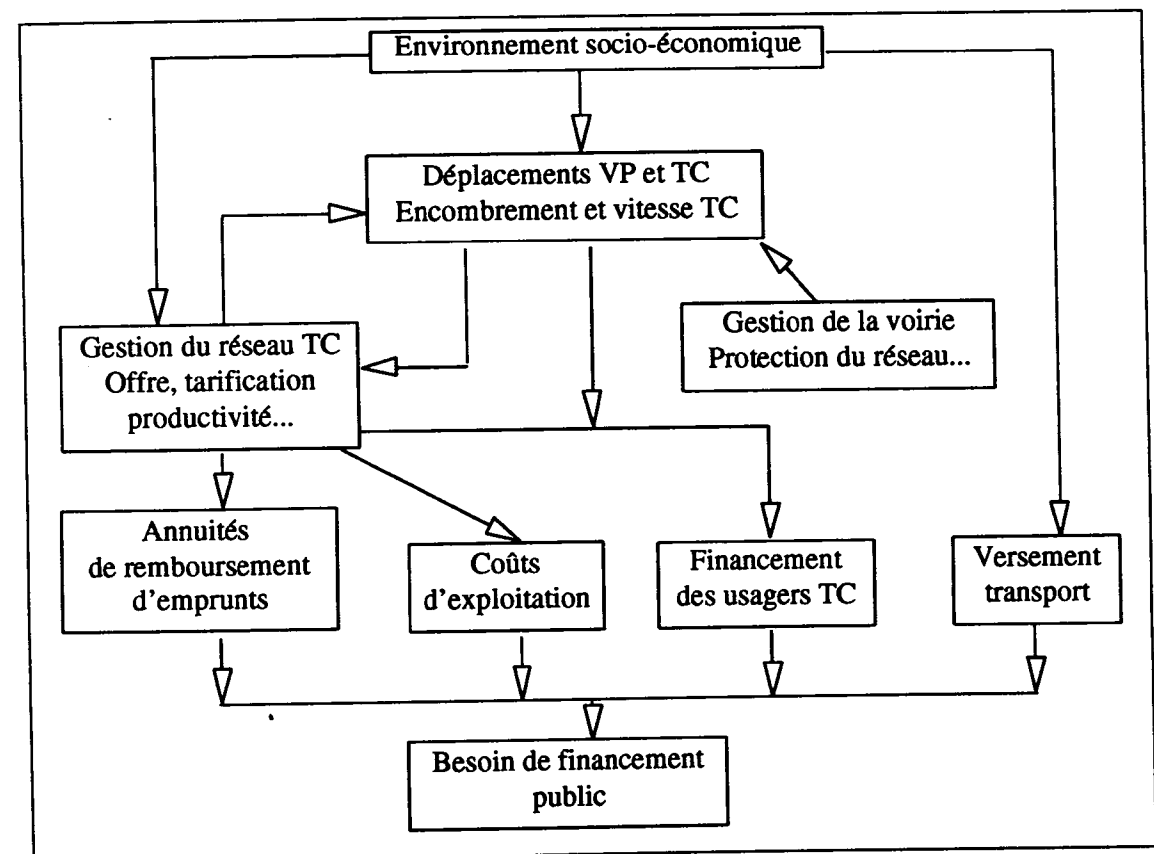 Environnement socio-économique
Déplacements VP et TC
Encombrement et vitesse TC
Gestion de la voirie
Protection du réseau...
Gestion du réseau TC
Offre, tarification
productivité...
Annuités
de remboursement
d'emprunts
Coûts
d'exploitation
Financement
des usagers TC
Versement
transport
Besoin de financement
public